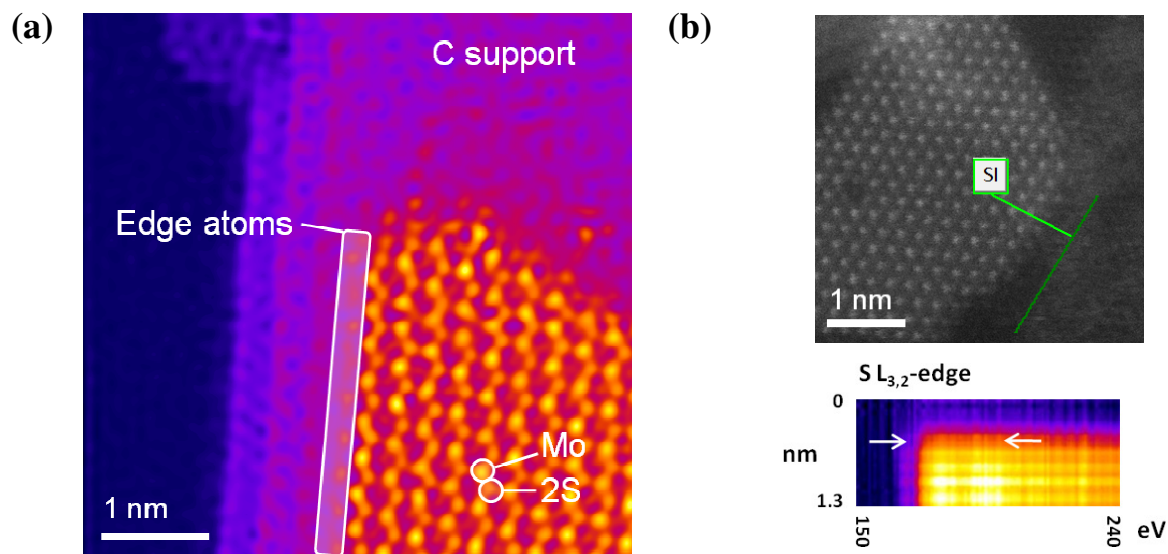 (a)
C support
Edge atoms
Mo
2S
1 nm
(b)
SI
1 nm
S L3,2-edge
0
nm
1.3
150
240
eV